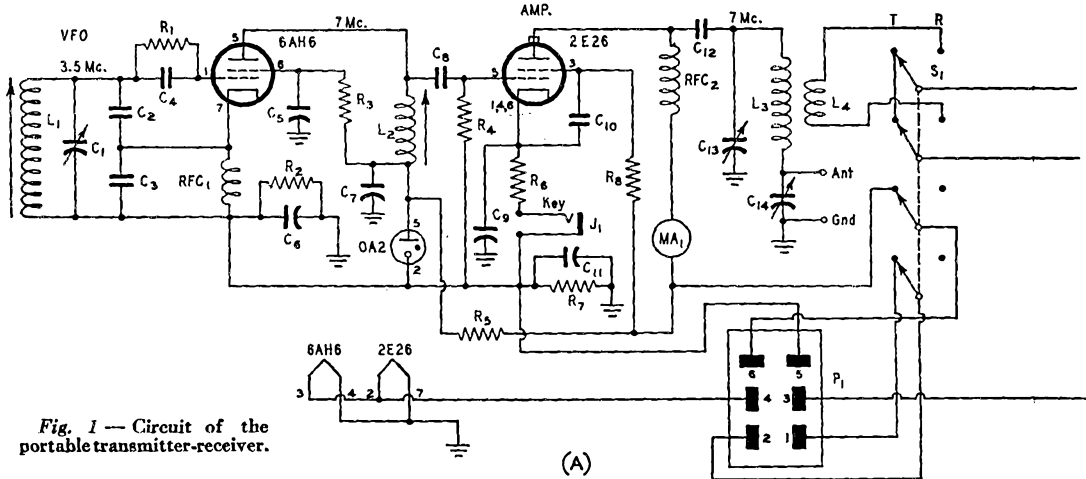 AMP.
VFO
3.5 Mc.
R1
C4
1
5
6AH6
6
7
L1
C1
C2
C3
RFC1
R2
C6
C5
R3
7 Mc.
L2
C7
5
OA2
2
C8
R4
5
2E26
3
1,4,6
C10
C9
R6
Key
J1
C11
R7
R8
R5
RFC2
MA1
C12
7 Mc.
C13
L3
L4
C14
Ant
Gnd
T
R
S1
6AH6
2E26
3
4
2
7
6
5
4
3
2
1
P1
Fig. 1 — Circuit of the
portable transmitter-receiver.
(A)